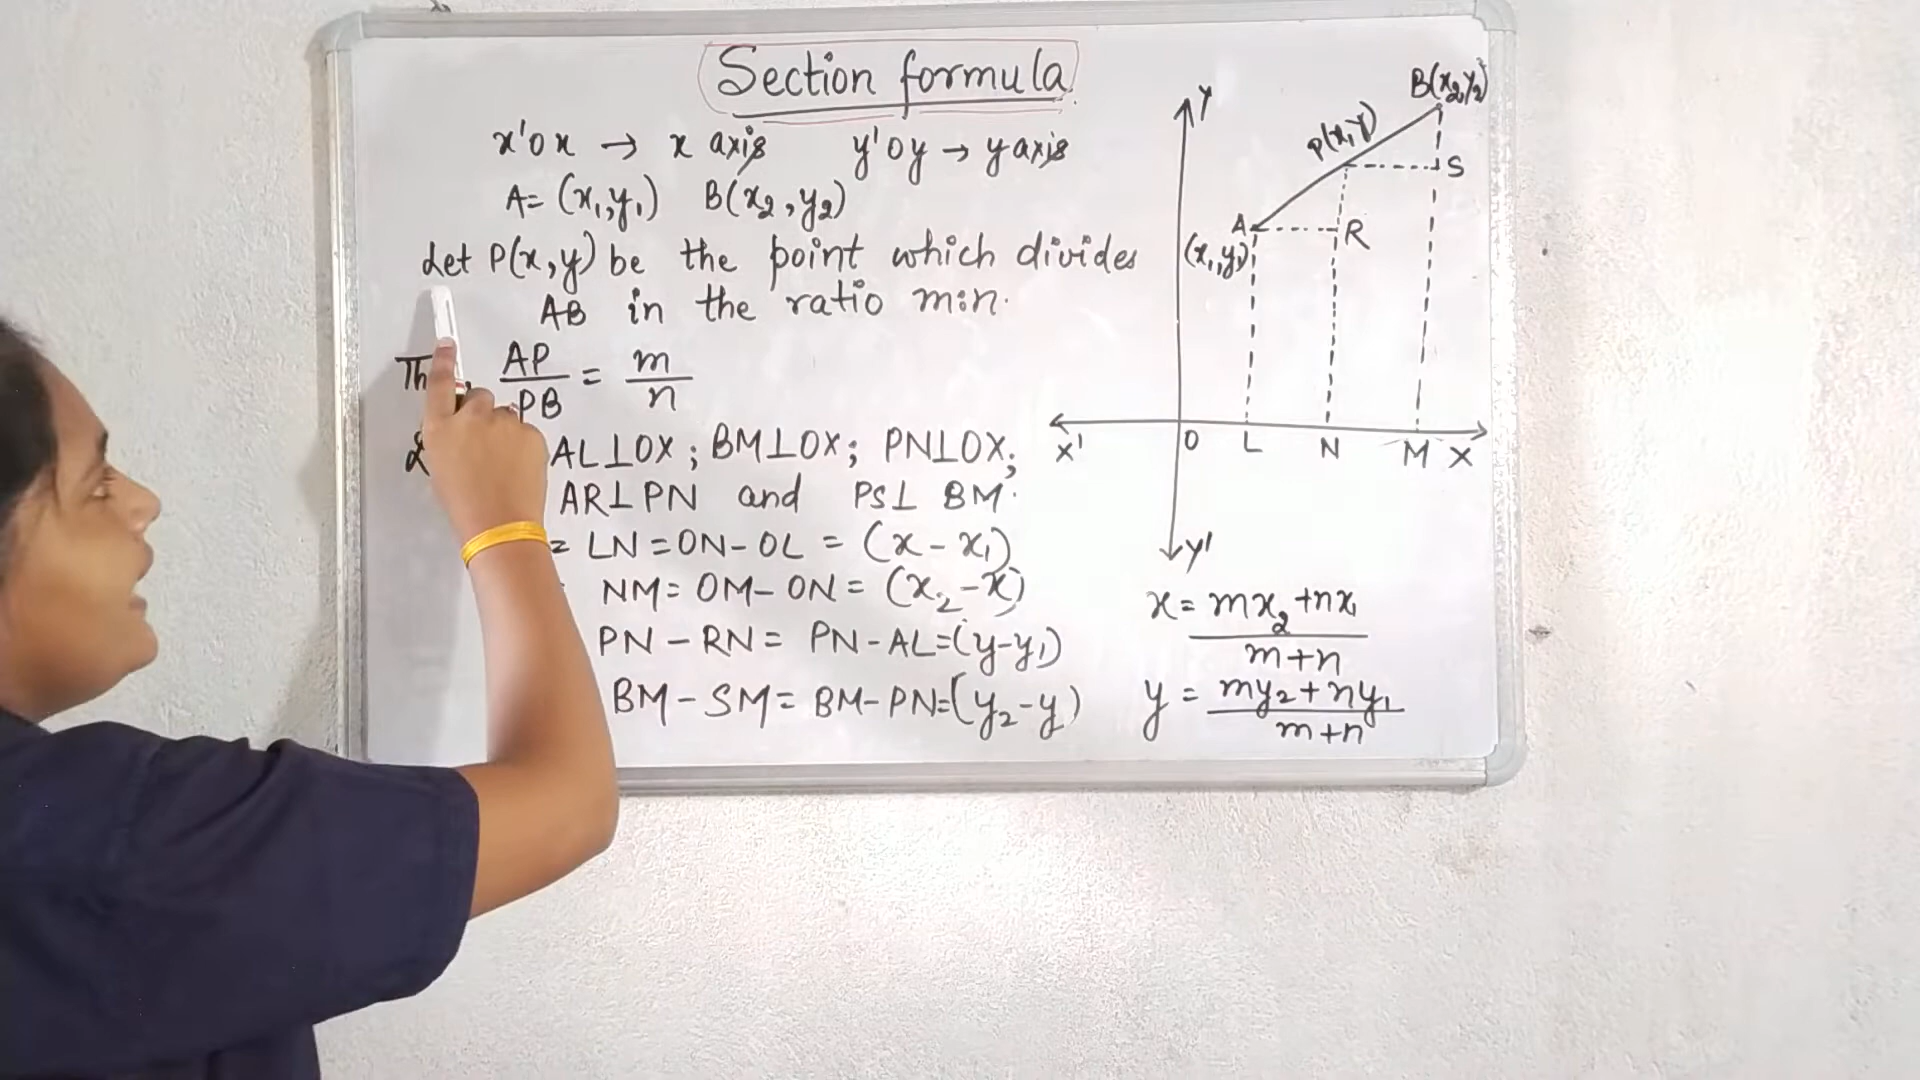 Section formula
x'ox → x axis y'oy → y axis
A= (x₁,y₁) B(x₂,y₂)
Let P(x,y) be the point which divides
AB in the ratio m:n.
AP/PB = m/n
AL⊥OX; BM⊥OX; PN⊥OX;
AR⊥PN and PS⊥ BM.
= LN=ON-OL = (x-x₁)
NM= OM-ON= (x₂-x)
PN-RN= PN-AL=(y-y₁)
BM-SM= BM-PN=(y₂-y)
Y
B(x₂,y₂)
P(x,y)
S
A
R
(x₁,y₁)
X' O L N M X
Y'
x = mx₂+nx₁
m+n
y = my₂+ny₁
m+n